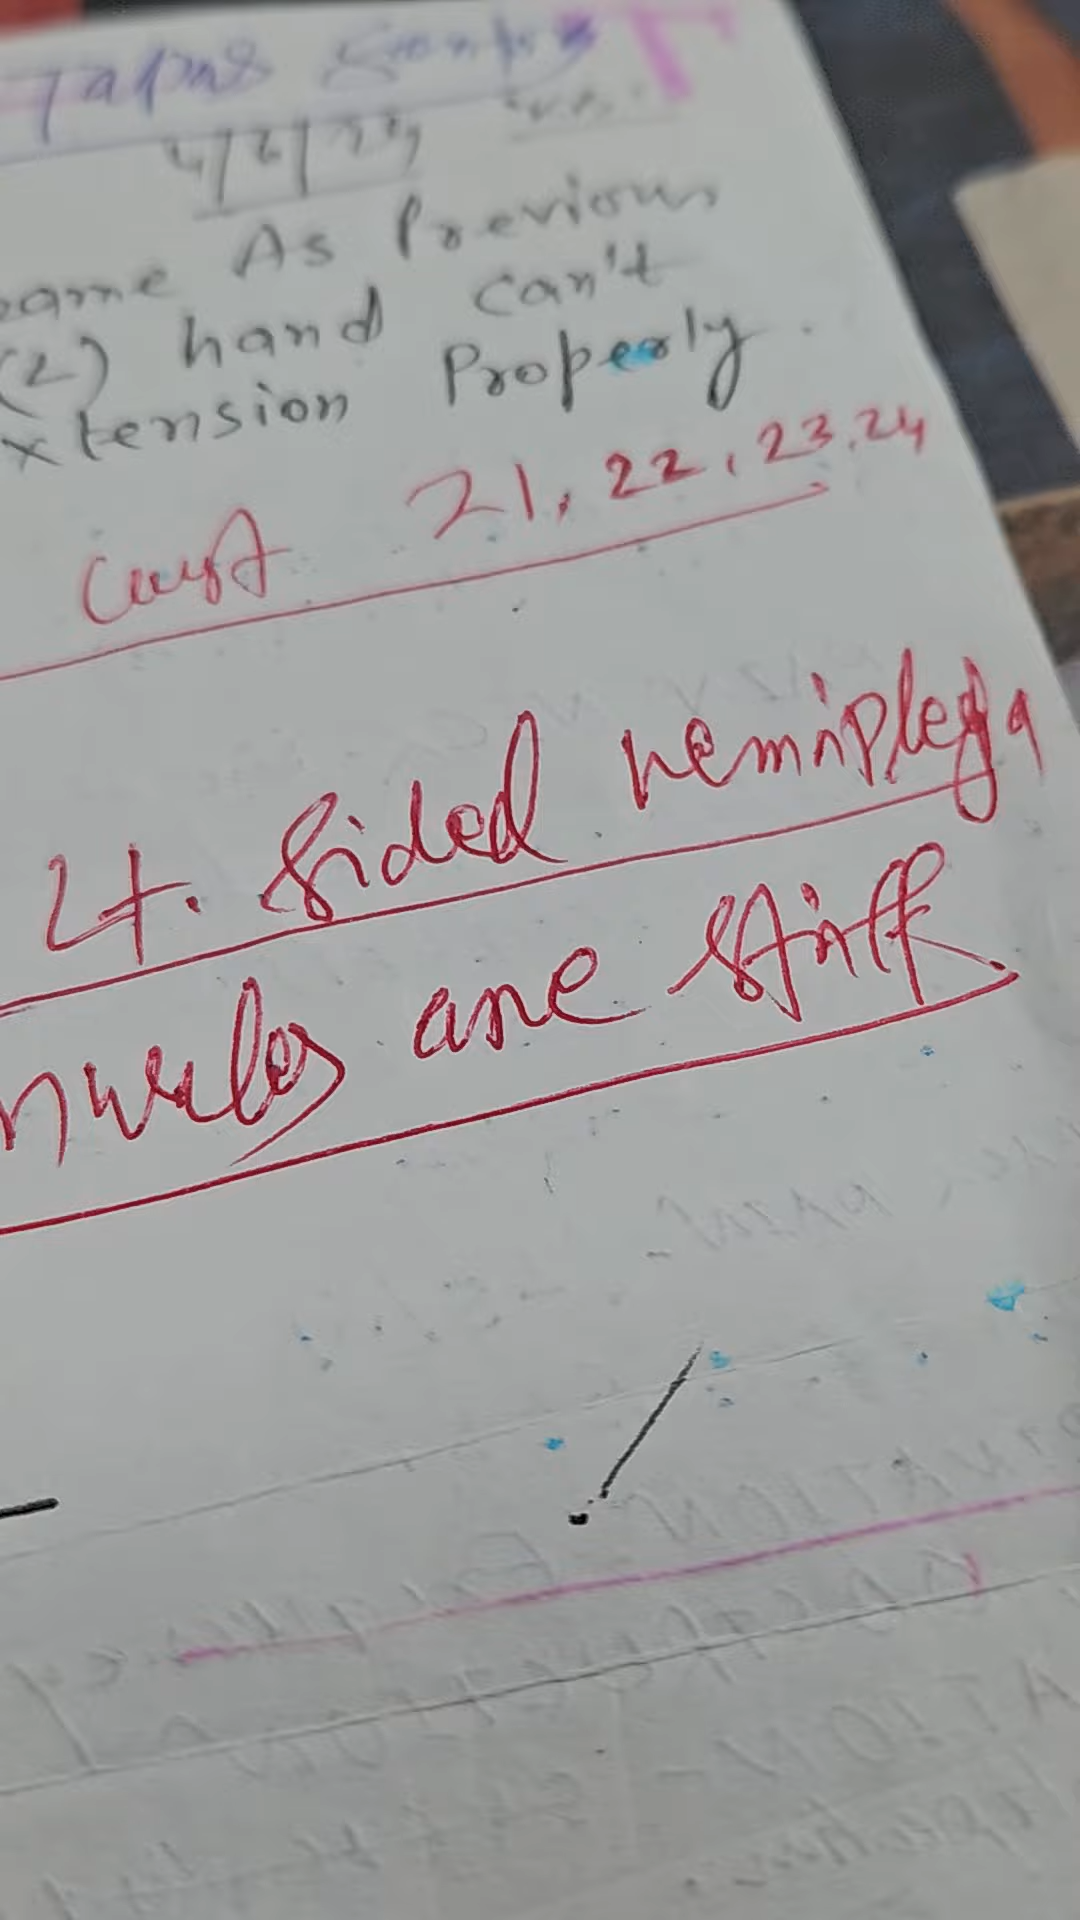 Tapas
4/6/24
same As Previous
(2) hand can't
xtension Properly.
21, 22, 23, 24
Lt. sided hemiplegia
muscles are stiff